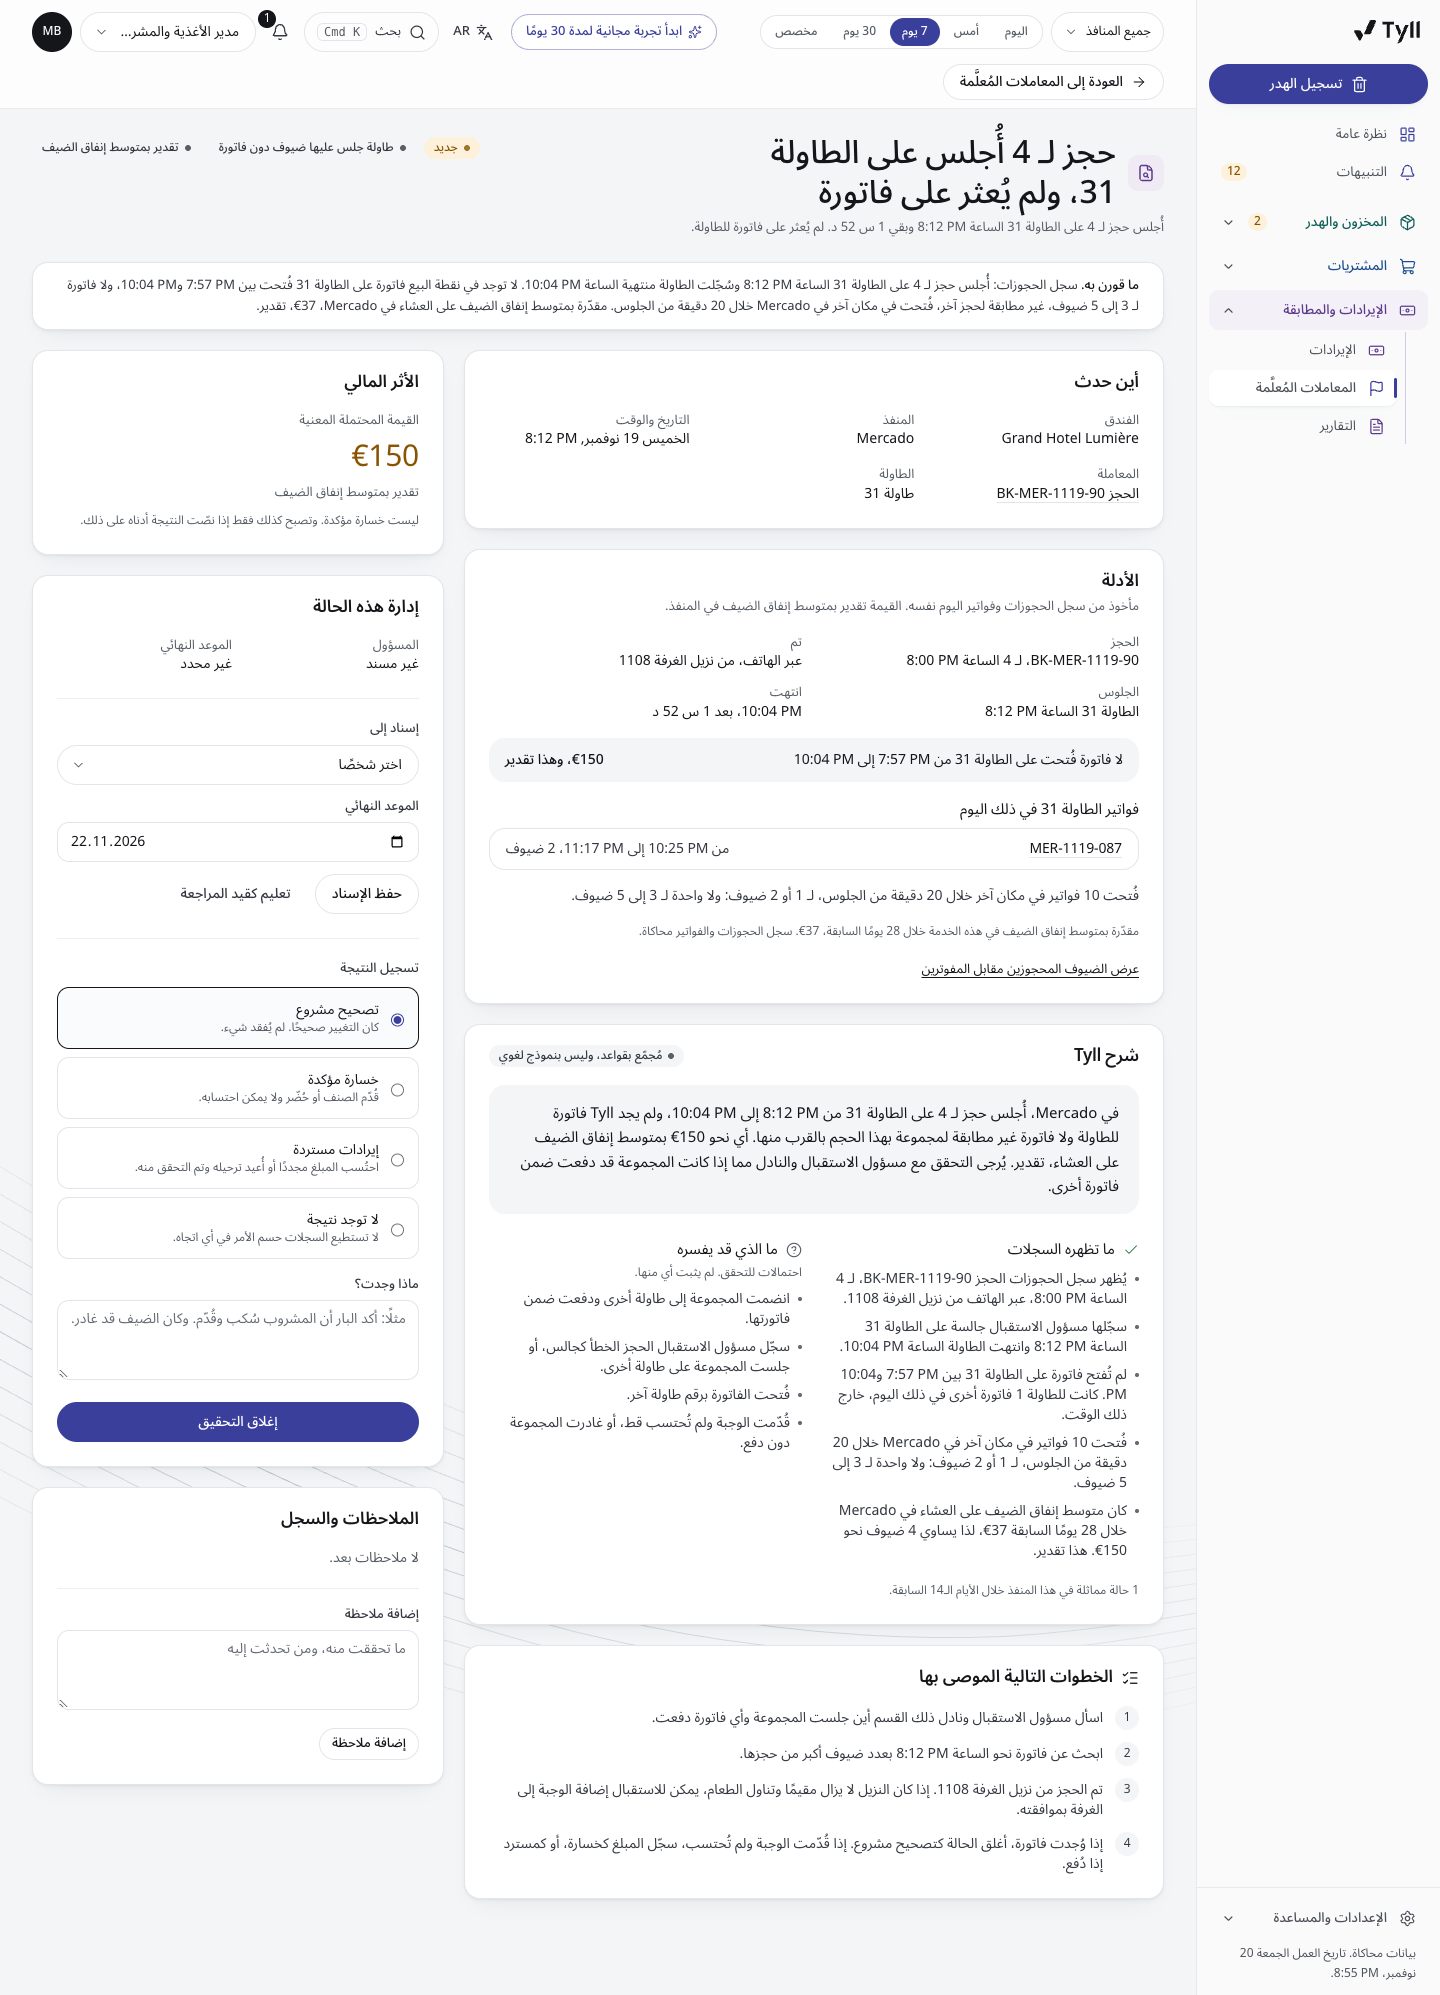 Tyll
تسجيل الهدر
نظرة عامة
التنبيهات
12
المخزون والهدر
2
المشتريات
الإيرادات والمطابقة
الإيرادات
المعاملات المُعلَّمة
التقارير
الإعدادات والمساعدة
بيانات محاكاة. تاريخ العمل الجمعة 20
نوفمبر، 8:55 PM.
جميع المنافذ
اليوم
أمس
7 يوم
30 يوم
مخصص
ابدأ تجربة مجانية لمدة 30 يومًا
AR
بحث
Cmd K
1
مدير الأغذية والمشر...
MB
العودة إلى المعاملات المُعلَّمة
حجز لـ 4 أُجلس على الطاولة
31، ولم يُعثر على فاتورة
جديد
طاولة جلس عليها ضيوف دون فاتورة
تقدير بمتوسط إنفاق الضيف
أُجلس حجز لـ 4 على الطاولة 31 الساعة 8:12 PM وبقي 1 س 52 د. لم يُعثر على فاتورة للطاولة.
ما قورن به. سجل الحجوزات: أُجلس حجز لـ 4 على الطاولة 31 الساعة 8:12 PM وسُجّلت الطاولة منتهية الساعة 10:04 PM. لا توجد في نقطة البيع فاتورة على الطاولة 31 فُتحت بين 7:57 PM و10:04 PM، ولا فاتورة
لـ 3 إلى 5 ضيوف، غير مطابقة لحجز آخر، فُتحت في مكان آخر في Mercado خلال 20 دقيقة من الجلوس. مقدّرة بمتوسط إنفاق الضيف على العشاء في Mercado، €37، تقدير.
أين حدث
الفندق
Grand Hotel Lumière
المنفذ
Mercado
التاريخ والوقت
الخميس 19 نوفمبر, 8:12 PM
المعاملة
الحجز BK-MER-1119-90
الطاولة
طاولة 31
الأدلة
مأخوذ من سجل الحجوزات وفواتير اليوم نفسه. القيمة تقدير بمتوسط إنفاق الضيف في المنفذ.
الحجز
BK-MER-1119-90، لـ 4 الساعة 8:00 PM
تم
عبر الهاتف، من نزيل الغرفة 1108
الجلوس
الطاولة 31 الساعة 8:12 PM
انتهت
10:04 PM، بعد 1 س 52 د
لا فاتورة فُتحت على الطاولة 31 من 7:57 PM إلى 10:04 PM
€150، وهذا تقدير
فواتير الطاولة 31 في ذلك اليوم
MER-1119-087
من 10:25 PM إلى 11:17 PM، 2 ضيوف
فُتحت 10 فواتير في مكان آخر خلال 20 دقيقة من الجلوس، لـ 1 أو 2 ضيوف: ولا واحدة لـ 3 إلى 5 ضيوف.
مقدّرة بمتوسط إنفاق الضيف في هذه الخدمة خلال 28 يومًا السابقة، €37. سجل الحجوزات والفواتير محاكاة.
عرض الضيوف المحجوزين مقابل المفوترين
شرح Tyll
مُجمّع بقواعد، وليس بنموذج لغوي
في Mercado، أُجلس حجز لـ 4 على الطاولة 31 من 8:12 PM إلى 10:04 PM، ولم يجد Tyll فاتورة
للطاولة ولا فاتورة غير مطابقة لمجموعة بهذا الحجم بالقرب منها. أي نحو €150 بمتوسط إنفاق الضيف
على العشاء، تقدير. يُرجى التحقق مع مسؤول الاستقبال والنادل مما إذا كانت المجموعة قد دفعت ضمن
فاتورة أخرى.
ما تظهره السجلات
يُظهر سجل الحجوزات الحجز BK-MER-1119-90، لـ 4
الساعة 8:00 PM، عبر الهاتف من نزيل الغرفة 1108.
سجّلها مسؤول الاستقبال جالسة على الطاولة 31
الساعة 8:12 PM وانتهت الطاولة الساعة 10:04 PM.
لم تُفتح فاتورة على الطاولة 31 بين 7:57 PM و10:04
PM. كانت للطاولة 1 فاتورة أخرى في ذلك اليوم، خارج
ذلك الوقت.
فُتحت 10 فواتير في مكان آخر في Mercado خلال 20
دقيقة من الجلوس، لـ 1 أو 2 ضيوف: ولا واحدة لـ 3 إلى
5 ضيوف.
كان متوسط إنفاق الضيف على العشاء في Mercado
خلال 28 يومًا السابقة €37، لذا يساوي 4 ضيوف نحو
€150. هذا تقدير.
ما الذي قد يفسره
احتمالات للتحقق. لم يثبت أي منها.
انضمت المجموعة إلى طاولة أخرى ودفعت ضمن
فاتورتها.
سجّل مسؤول الاستقبال الحجز الخطأ كجالس، أو
جلست المجموعة على طاولة أخرى.
فُتحت الفاتورة برقم طاولة آخر.
قُدّمت الوجبة ولم تُحتسب قط، أو غادرت المجموعة
دون دفع.
1 حالة مماثلة في هذا المنفذ خلال الأيام الـ14 السابقة.
الخطوات التالية الموصى بها
1 اسأل مسؤول الاستقبال ونادل ذلك القسم أين جلست المجموعة وأي فاتورة دفعت.
2 ابحث عن فاتورة نحو الساعة 8:12 PM بعدد ضيوف أكبر من حجزها.
3 تم الحجز من نزيل الغرفة 1108. إذا كان النزيل لا يزال مقيمًا وتناول الطعام، يمكن للاستقبال إضافة الوجبة إلى
الغرفة بموافقته.
4 إذا وُجدت فاتورة، أغلق الحالة كتصحيح مشروع. إذا قُدّمت الوجبة ولم تُحتسب، سجّل المبلغ كخسارة، أو كمسترد
إذا دُفع.
الأثر المالي
القيمة المحتملة المعنية
€150
تقدير بمتوسط إنفاق الضيف
ليست خسارة مؤكدة. وتصبح كذلك فقط إذا نصّت النتيجة أدناه على ذلك.
إدارة هذه الحالة
المسؤول
غير مسند
الموعد النهائي
غير محدد
إسناد إلى
اختر شخصًا
الموعد النهائي
22.11.2026
حفظ الإسناد
تعليم كقيد المراجعة
تسجيل النتيجة
تصحيح مشروع
كان التغيير صحيحًا. لم يُفقد شيء.
خسارة مؤكدة
قُدّم الصنف أو حُضّر ولا يمكن احتسابه.
إيرادات مستردة
احتُسب المبلغ مجددًا أو أُعيد ترحيله وتم التحقق منه.
لا توجد نتيجة
لا تستطيع السجلات حسم الأمر في أي اتجاه.
ماذا وجدت؟
مثلًا: أكد البار أن المشروب سُكب وقُدّم. وكان الضيف قد غادر.
إغلاق التحقيق
الملاحظات والسجل
لا ملاحظات بعد.
إضافة ملاحظة
ما تحققت منه، ومن تحدثت إليه
إضافة ملاحظة